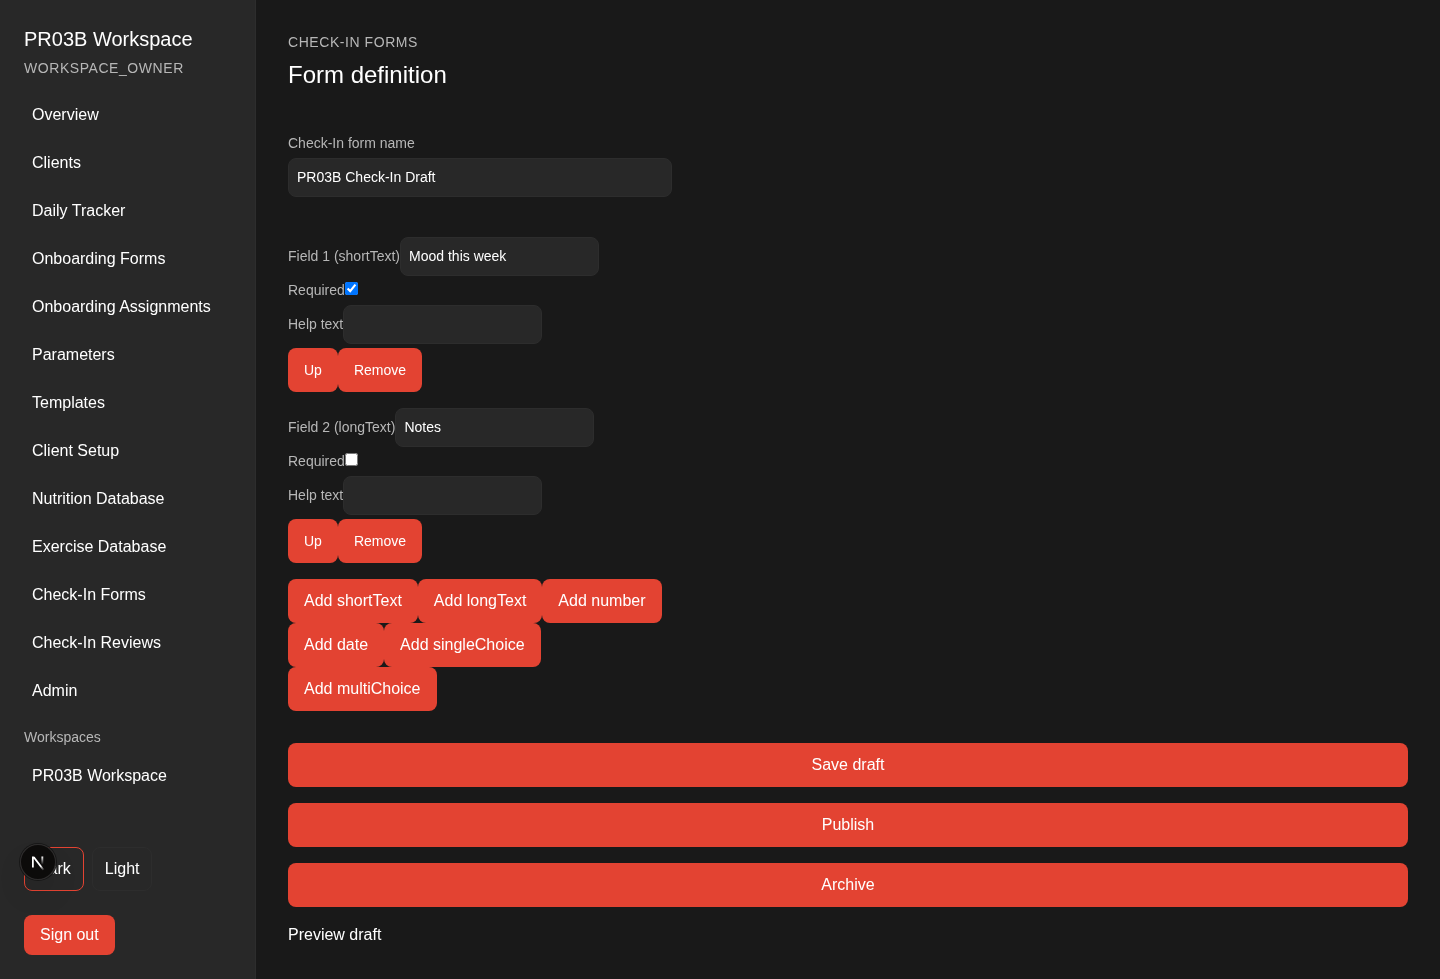 PR03B Workspace
WORKSPACE_OWNER
Overview
Clients
Daily Tracker
Onboarding Forms
Onboarding Assignments
Parameters
Templates
Client Setup
Nutrition Database
Exercise Database
Check-In Forms
Check-In Reviews
Admin
Workspaces
PR03B Workspace
N rk Light
Sign out
CHECK-IN FORMS
Form definition
Check-In form name
PR03B Check-In Draft
Field 1 (shortText) Mood this week
Required
Help text
Up Remove
Field 2 (longText) Notes
Required
Help text
Up Remove
Add shortText Add longText Add number
Add date Add singleChoice
Add multiChoice
Save draft
Publish
Archive
Preview draft